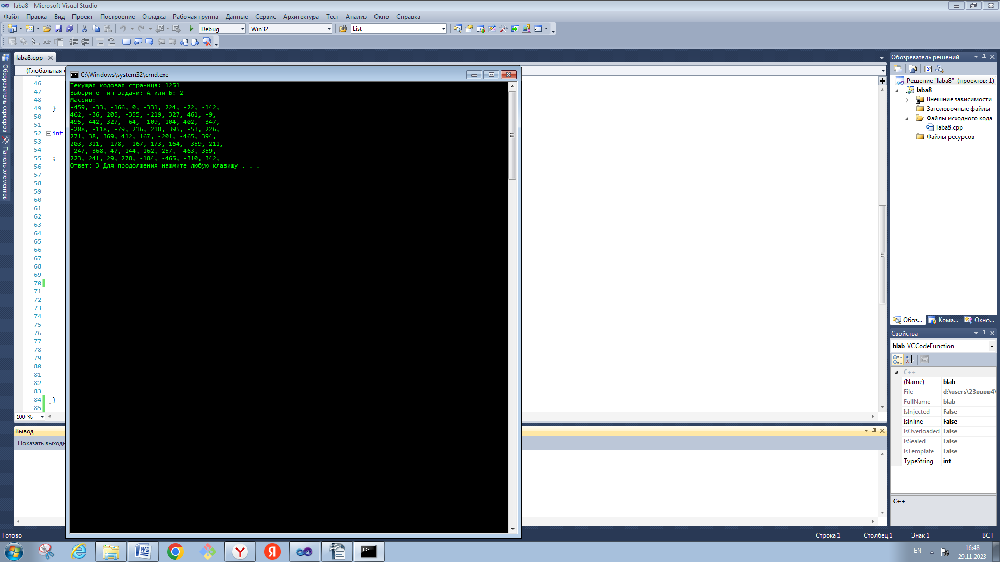 laba8 - Microsoft Visual Studio
Файл Правка Вид Проект Построение Отладка Рабочая группа Данные Сервис Архитектура Тест Анализ Окно Справка
Debug Win32 List
laba8.cpp
(Глобальная
C:\Windows\system32\cmd.exe
Текущая кодовая страница: 1251
Выберите тип задачи: А или Б: 2
Массив:
-459, -33, -166, 0, -331, 224, -22, -142,
462, -36, 205, -355, -219, 327, 461, -9,
495, 442, 327, -64, -109, 104, 402, -347,
-208, -118, -79, 216, 218, 395, -53, 226,
271, 38, 369, 412, 167, -201, -465, 394,
203, 311, -178, -167, 173, 164, -359, 211,
-247, 368, 47, 144, 162, 257, -463, 359,
223, 241, 29, 278, -184, -465, -310, 342,
Ответ: 3 Для продолжения нажмите любую клавишу . . .
Обозреватель серверов
Панель элементов
46
47
48
49 }
50
51
52 int
53
54
55 ;
56
57
58
59
60
61
62
63
64
65
66
67
68
69
70
71
72
73
74
75
76
77
78
79
80
81
82
83
84 }
85
100 %
Вывод
Показать выходн
Обозреватель решений
Решение "laba8" (проектов: 1)
laba8
Внешние зависимости
Заголовочные файлы
Файлы исходного кода
laba8.cpp
Файлы ресурсов
Обоз... Кома... Окно...
Свойства
blab VCCodeFunction
C++
(Name) blab
File d:\users\23вввв4\
FullName blab
IsInjected False
IsInline False
IsOverloaded False
IsSealed False
IsTemplate False
TypeString int
C++
Готово Строка 1 Столбец 1 Знак 1 ВСТ
EN 16:48
29.11.2023